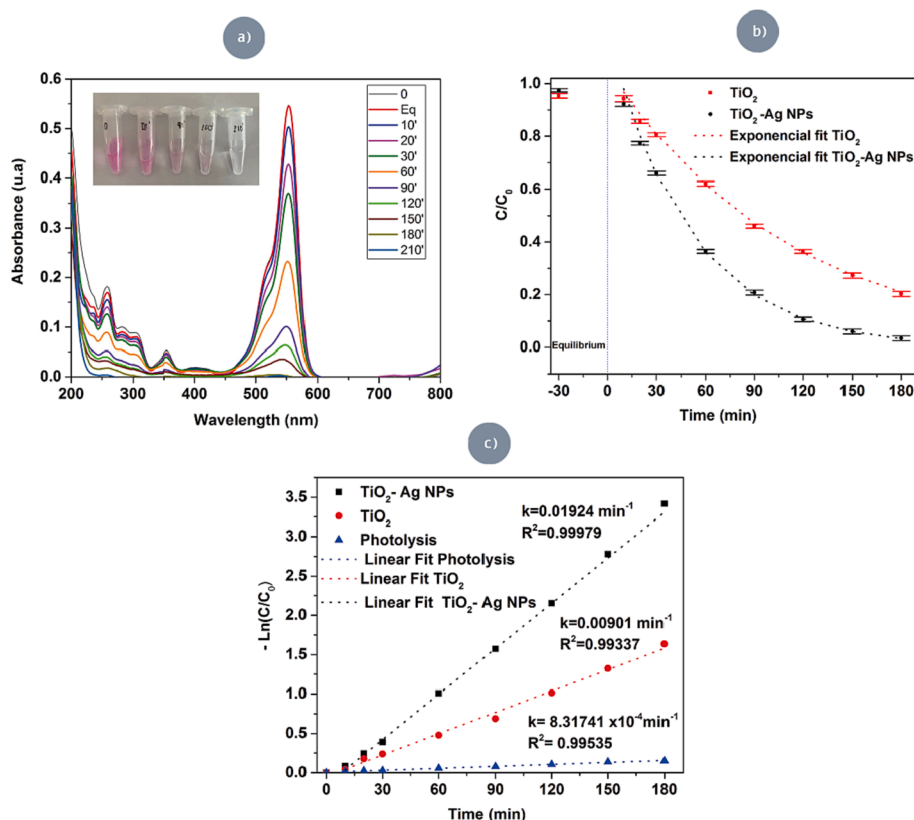 a)
0.6
0.5
0.4
0.3
0.2
0.1
0.0
200
300
400
500
600
700
800
Absorbance (u.a)
Wavelength (nm)
0
Eq
10'
20'
30'
60'
90'
120'
150'
180'
210'
b)
1.0
0.8
0.6
0.4
0.2
0.0
-30
0
30
60
90
120
150
180
C/C₀
Time (min)
Equilibrium
TiO₂
TiO₂-Ag NPs
Exponencial fit TiO₂
Exponencial fit TiO₂-Ag NPs
c)
3.5
3.0
2.5
2.0
1.5
1.0
0.5
0.0
0
30
60
90
120
150
180
- Ln(C/C₀)
Time (min)
TiO₂- Ag NPs
TiO₂
Photolysis
Linear Fit Photolysis
Linear Fit TiO₂
Linear Fit TiO₂- Ag NPs
k=0.01924 min⁻¹
R²=0.99979
k=0.00901 min⁻¹
R²=0.99337
k= 8.31741 x10⁻⁴min⁻¹
R²= 0.99535